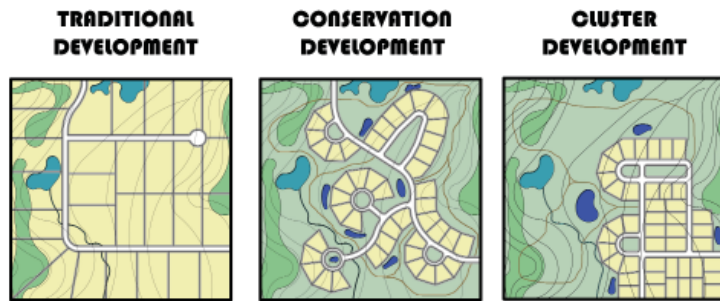 TRADITIONAL
DEVELOPMENT
CONSERVATION
DEVELOPMENT
CLUSTER
DEVELOPMENT